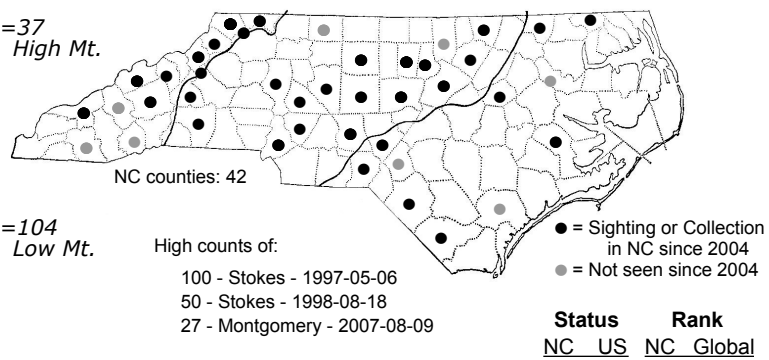 =37
High Mt.
NC counties: 42
=104
Low Mt.
High counts of:
100 - Stokes - 1997-05-06
50 - Stokes - 1998-08-18
27 - Montgomery - 2007-08-09
= Sighting or Collection
in NC since 2004
= Not seen since 2004
Status Rank
NC US NC Global